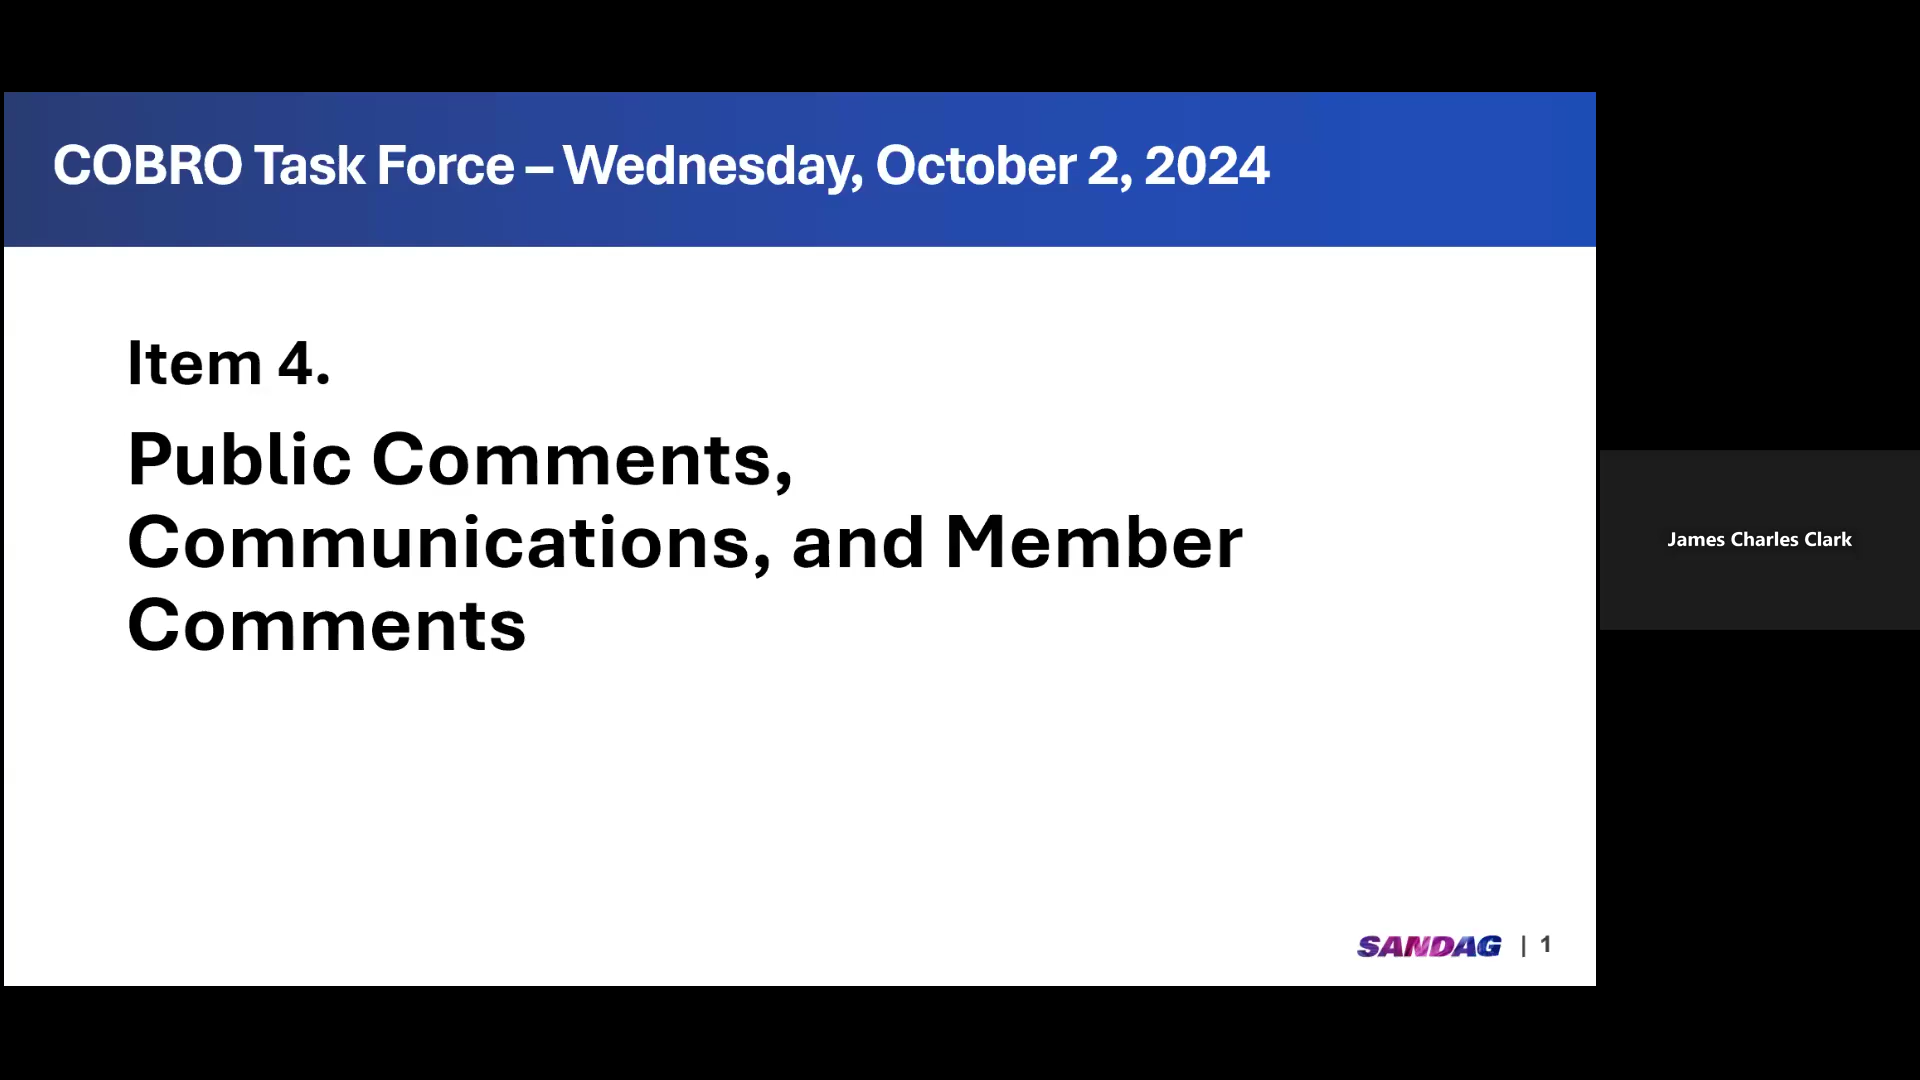 COBRO Task Force – Wednesday, October 2, 2024
Item 4.
Public Comments,
Communications, and Member
Comments
James Charles Clark
SANDAG | 1